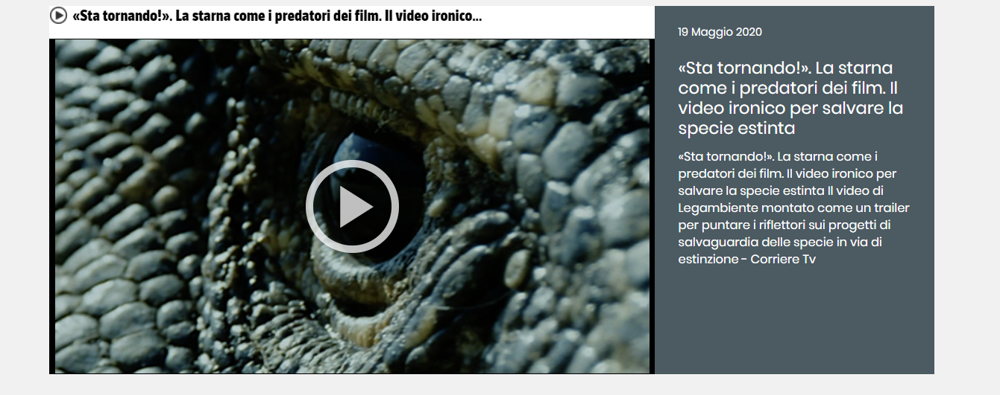 «Sta tornando!». La starna come i predatori dei film. Il video ironico...
19 Maggio 2020
«Sta tornando!». La starna
come i predatori dei film. Il
video ironico per salvare la
specie estinta
«Sta tornando!». La starna come i
predatori dei film. Il video ironico per
salvare la specie estinta Il video di
Legambiente montato come un trailer
per puntare i riflettori sui progetti di
salvaguardia delle specie in via di
estinzione - Corriere Tv